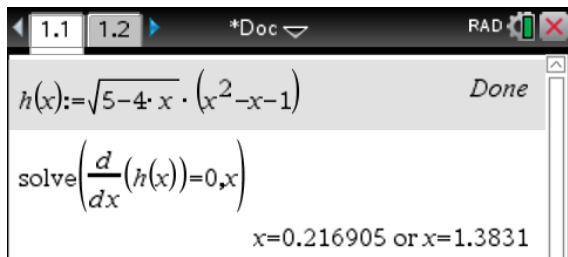 1.1 1.2 *Doc RAD
h(x):=√5-4·x · (x²-x-1) Done
solve(d/dx(h(x))=0,x)
x=0.216905 or x=1.3831